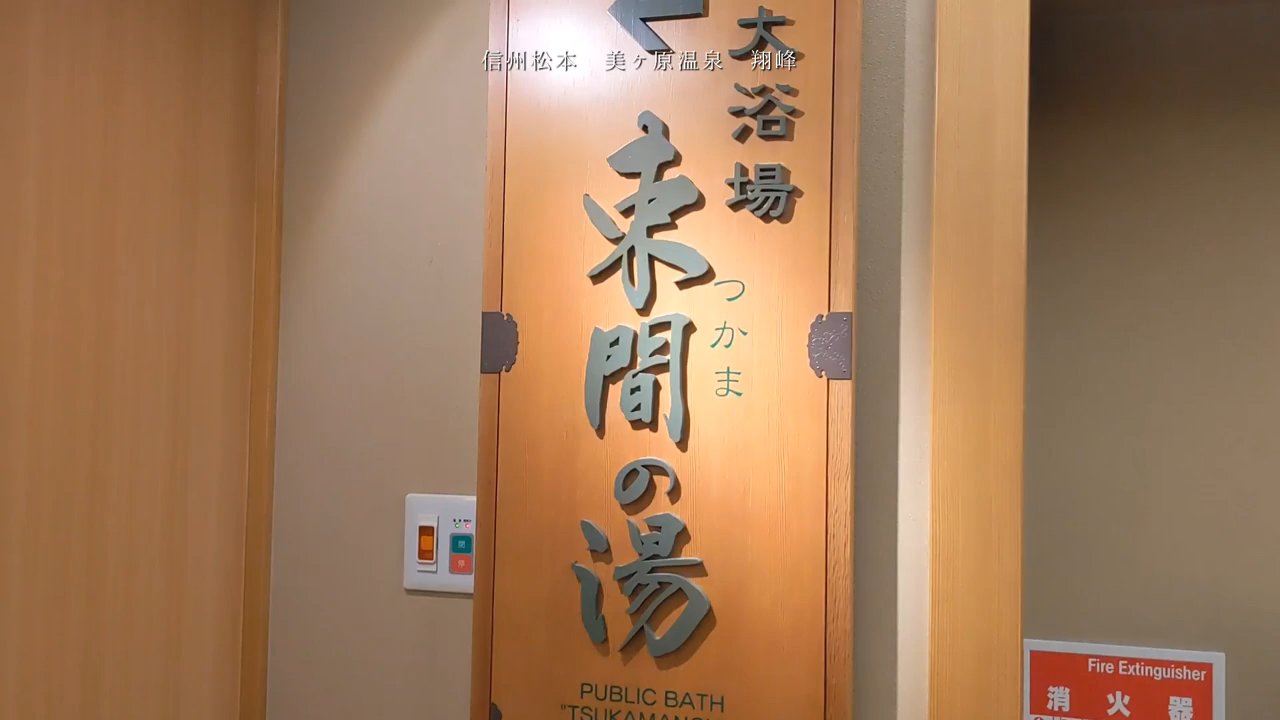 信州松本 美ヶ原温泉 翔峰
大浴場
束間の湯
つかま
PUBLIC BATH
Fire Extinguisher
消火器